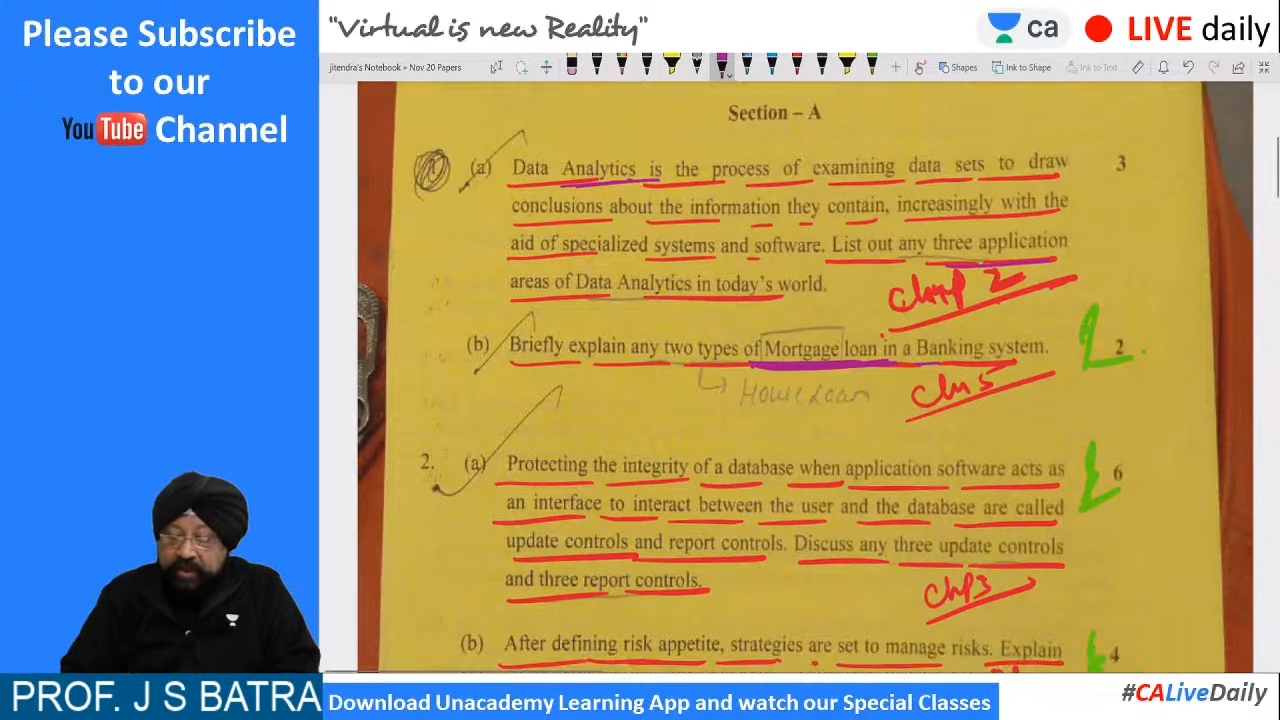 Please Subscribe
to our
YouTube Channel
"Virtual is new Reality"
ca LIVE daily
jitendra's Notebook > Nov 20 Papers
Shapes Ink to Shape Ink to Text
Section – A
1 (a) Data Analytics is the process of examining data sets to draw 3
conclusions about the information they contain, increasingly with the
aid of specialized systems and software. List out any three application
areas of Data Analytics in today's world.
Chp 2
(b) Briefly explain any two types of Mortgage loan in a Banking system. 2
Home Loan
Ch 5
2. (a) Protecting the integrity of a database when application software acts as 6
an interface to interact between the user and the database are called
update controls and report controls. Discuss any three update controls
and three report controls.
Chp 3
(b) After defining risk appetite, strategies are set to manage risks. Explain 4
PROF. J S BATRA
Download Unacademy Learning App and watch our Special Classes
#CALiveDaily